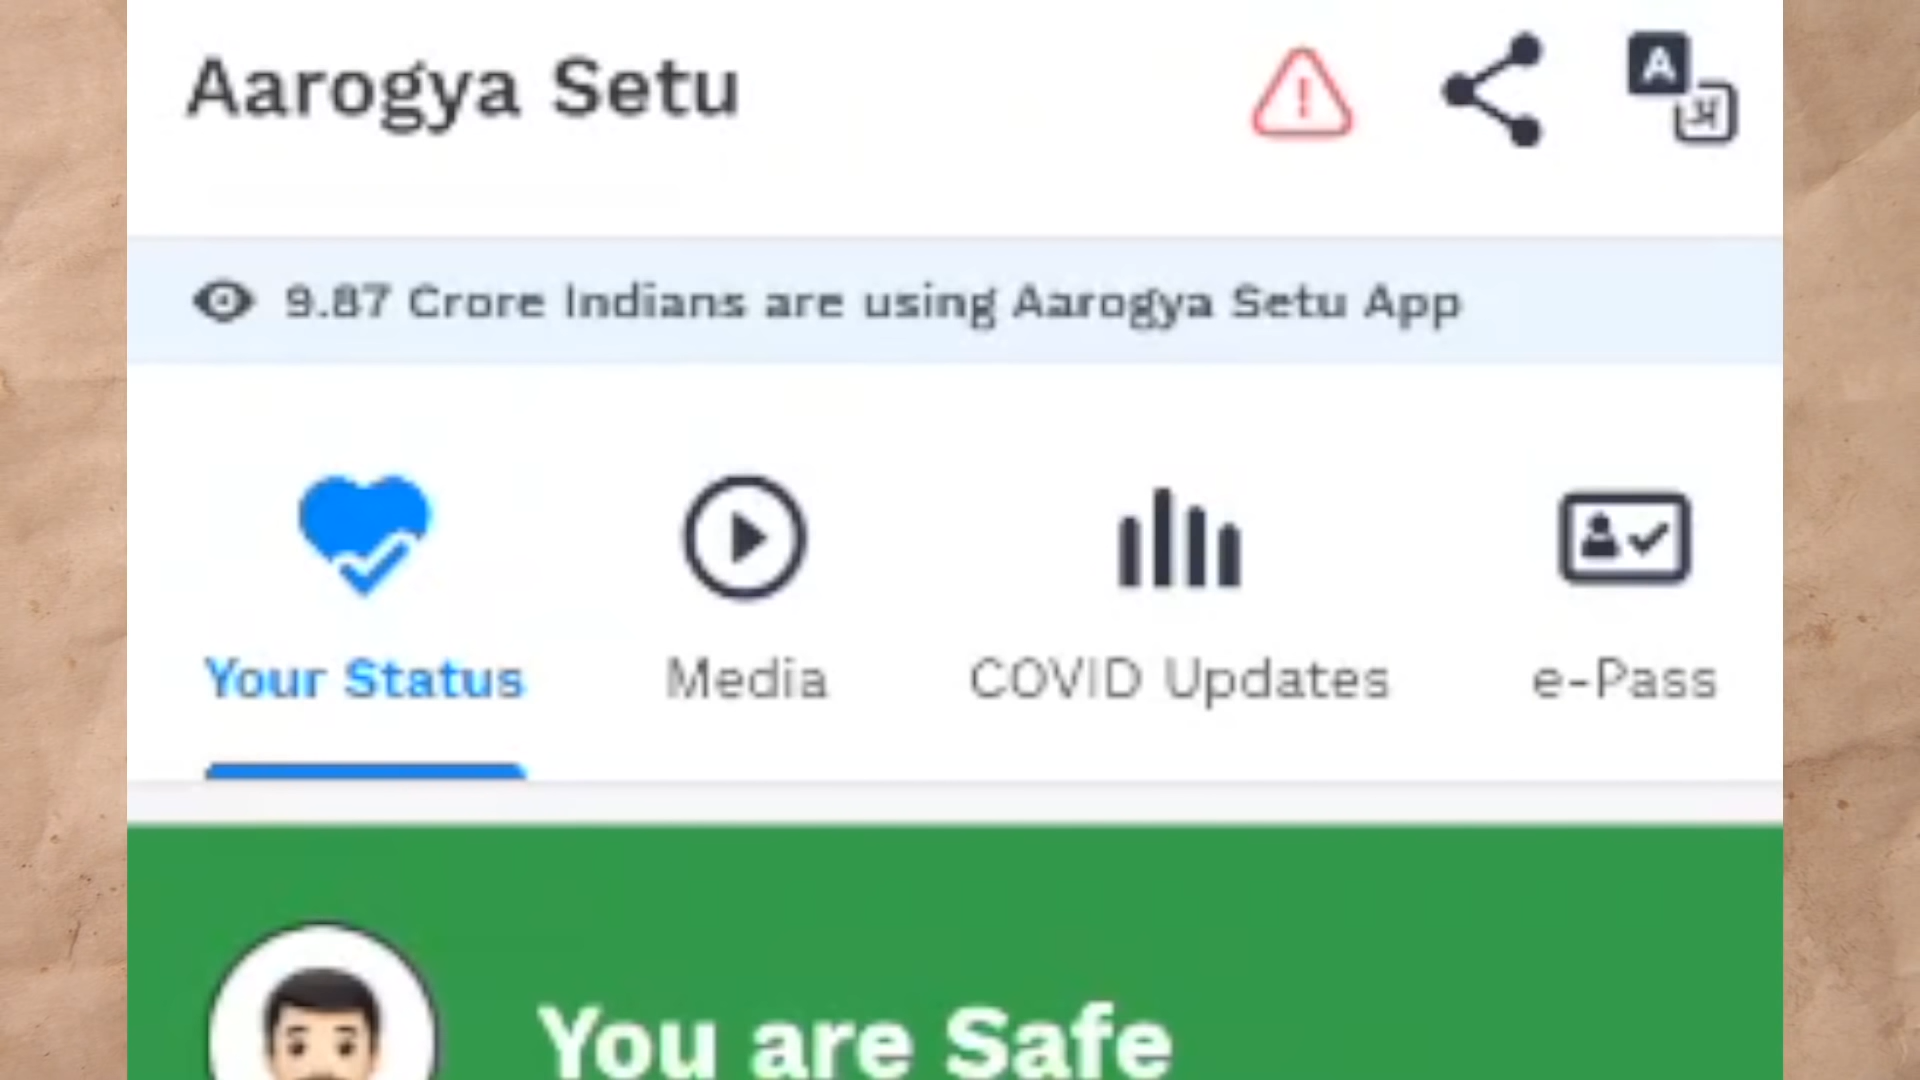 Aarogya Setu
A
अ
9.87 Crore Indians are using Aarogya Setu App
Your Status
Media
COVID Updates
e-Pass
You are Safe